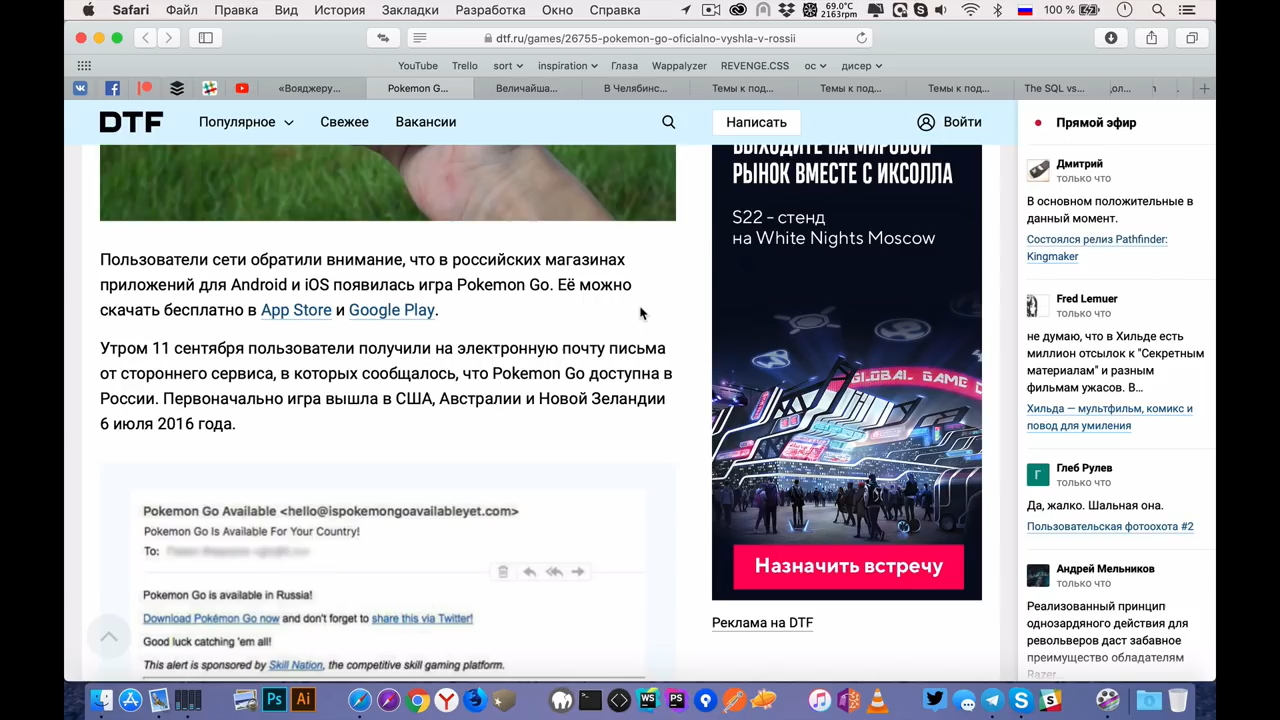 Safari Файл Правка Вид История Закладки Разработка Окно Справка
69.0°C
2163rpm
100 %
dtf.ru/games/26755-pokemon-go-oficialno-vyshla-v-rossii
YouTube Trello sort inspiration Глаза Wappalyzer REVENGE.CSS ос дисер
«Вояджеру... Pokemon G... Величайша... В Челябинс... Темы к под... Темы к под... Темы к под... The SQL vs...
DTF Популярное Свежее Вакансии Написать Войти
Пользователи сети обратили внимание, что в российских магазинах
приложений для Android и iOS появилась игра Pokemon Go. Её можно
скачать бесплатно в App Store и Google Play.
Утром 11 сентября пользователи получили на электронную почту письма
от стороннего сервиса, в которых сообщалось, что Pokemon Go доступна в
России. Первоначально игра вышла в США, Австралии и Новой Зеландии
6 июля 2016 года.
Pokemon Go Available <hello@ispokemongoavailableyet.com>
Pokemon Go Is Available For Your Country!
To:
Pokemon Go is available in Russia!
Download Pokémon Go now and don't forget to share this via Twitter!
Good luck catching 'em all!
This alert is sponsored by Skill Nation, the competitive skill gaming platform.
ВЫХОДИТЕ НА МИРОВОЙ
РЫНОК ВМЕСТЕ С ИКСОЛЛА
S22 – стенд
на White Nights Moscow
GLOBAL GAME
Назначить встречу
Реклама на DTF
Прямой эфир
Дмитрий
только что
В основном положительные в
данный момент.
Состоялся релиз Pathfinder:
Kingmaker
Fred Lemuer
только что
не думаю, что в Хильде есть
миллион отсылок к "Секретным
материалам" и разным
фильмам ужасов. В...
Хильда — мультфильм, комикс и
повод для умиления
Г
Глеб Рулев
только что
Да, жалко. Шальная она.
Пользовательская фотоохота #2
Андрей Мельников
только что
Реализованный принцип
однозарядного действия для
револьверов даст забавное
преимущество обладателям
Razer...
Ps Ai WS PS